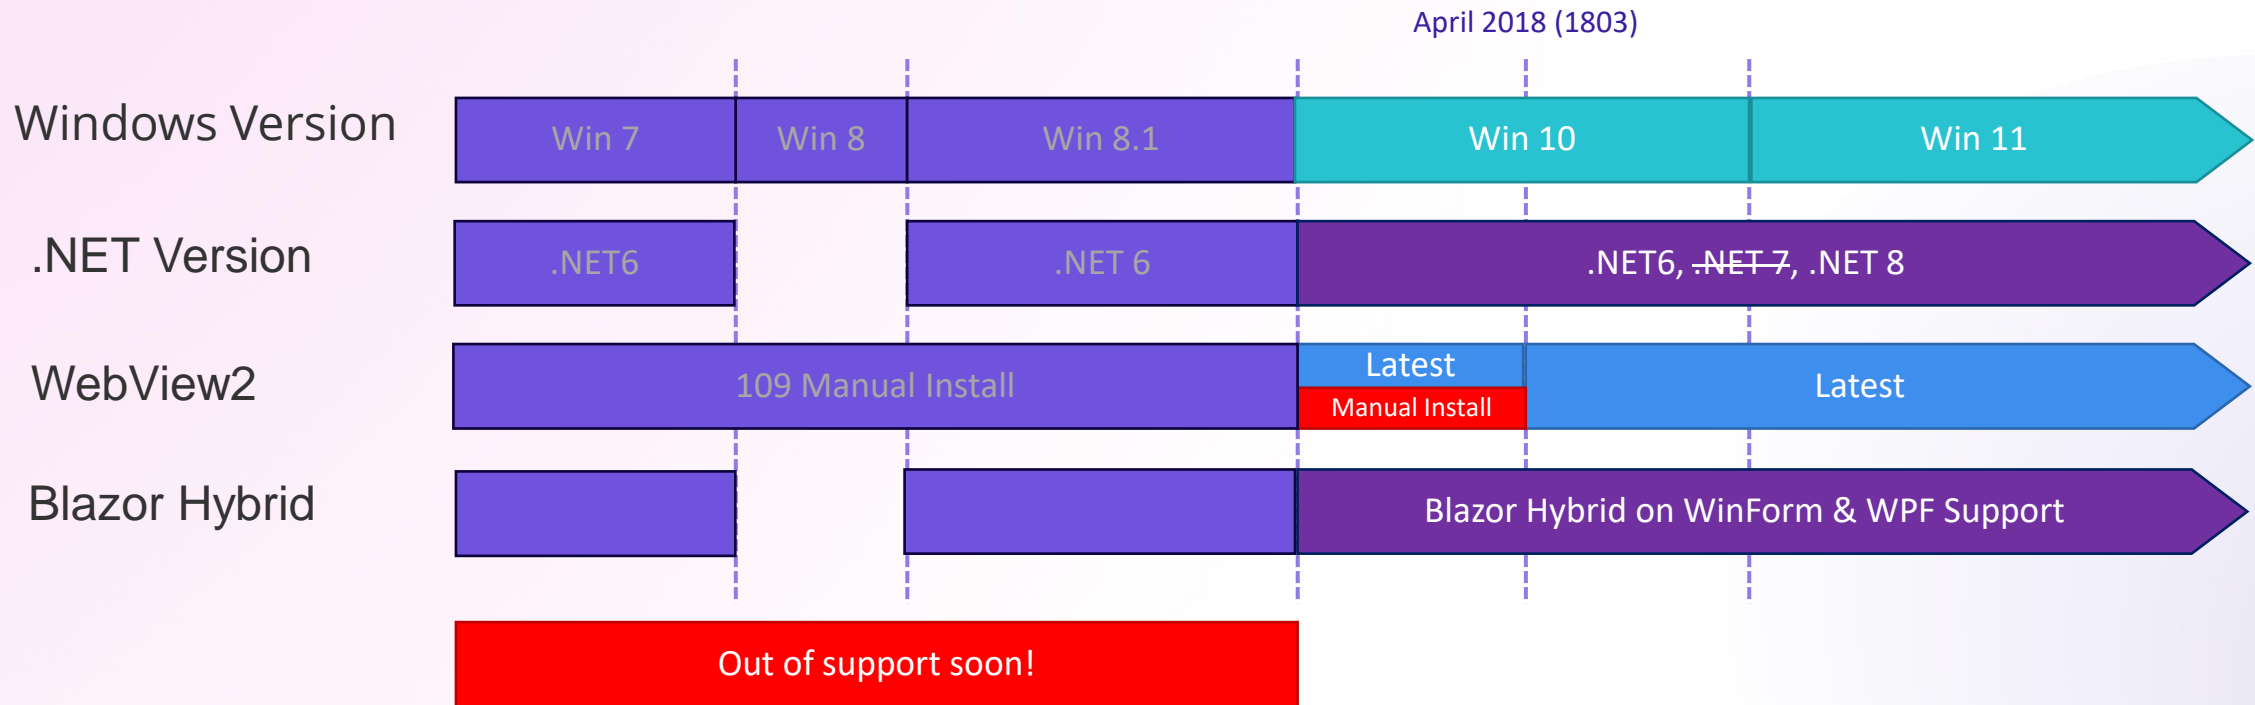 April 2018 (1803)
Windows Version
Win 7
Win 8
Win 8.1
Win 10
Win 11
.NET Version
.NET6
.NET 6
.NET6, .NET 7, .NET 8
WebView2
109 Manual Install
Latest
Manual Install
Latest
Blazor Hybrid
Blazor Hybrid on WinForm & WPF Support
Out of support soon!